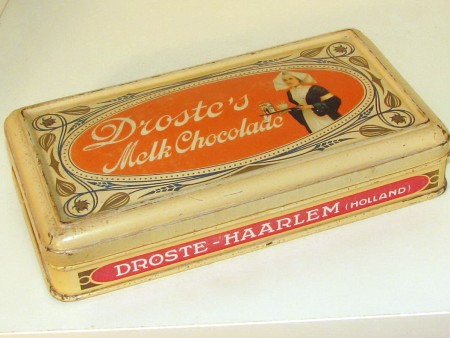 Droste's
Melk Chocolade
DROSTE - HAARLEM (HOLLAND)